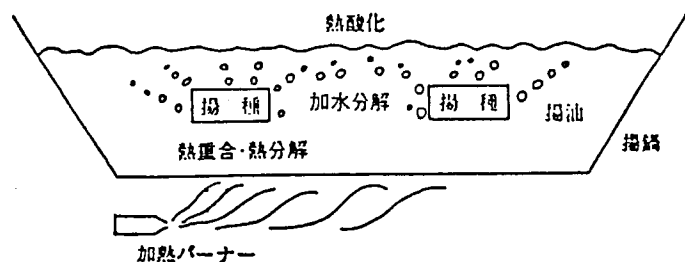 熱酸化
揚種
加水分解
揚種
揚油
熱重合・熱分解
揚鍋
加熱バーナー